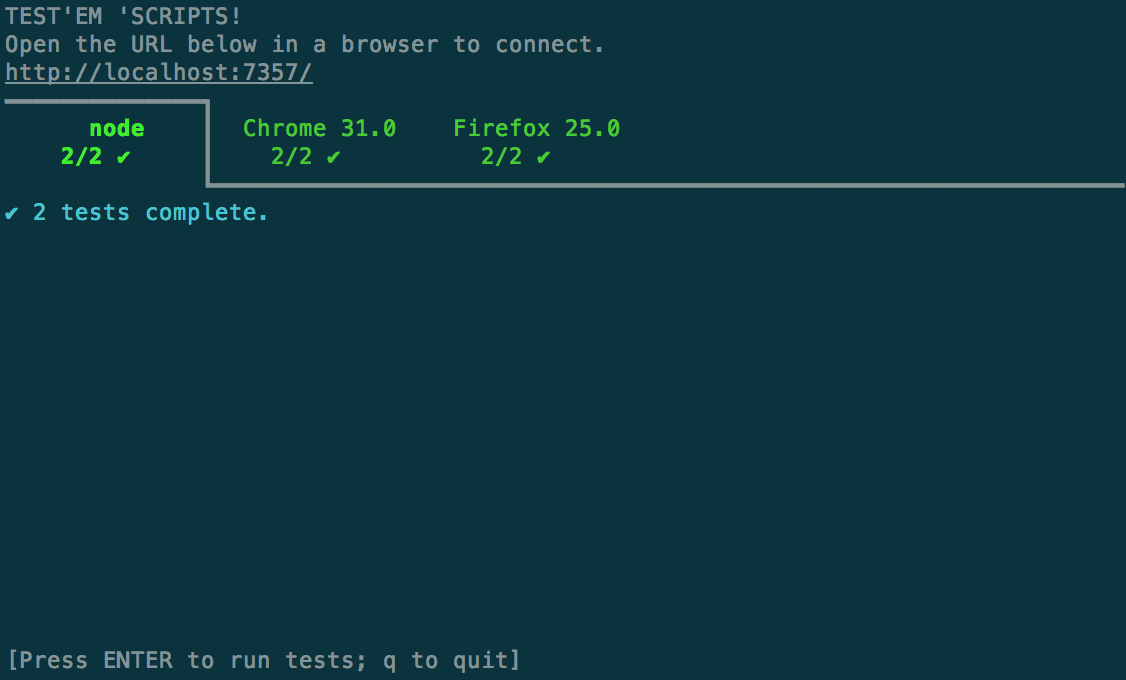 TEST'EM 'SCRIPTS!
Open the URL below in a browser to connect.
http://localhost:7357/
node Chrome 31.0 Firefox 25.0
2/2 ✔ 2/2 ✔ 2/2 ✔
✔ 2 tests complete.
[Press ENTER to run tests; q to quit]